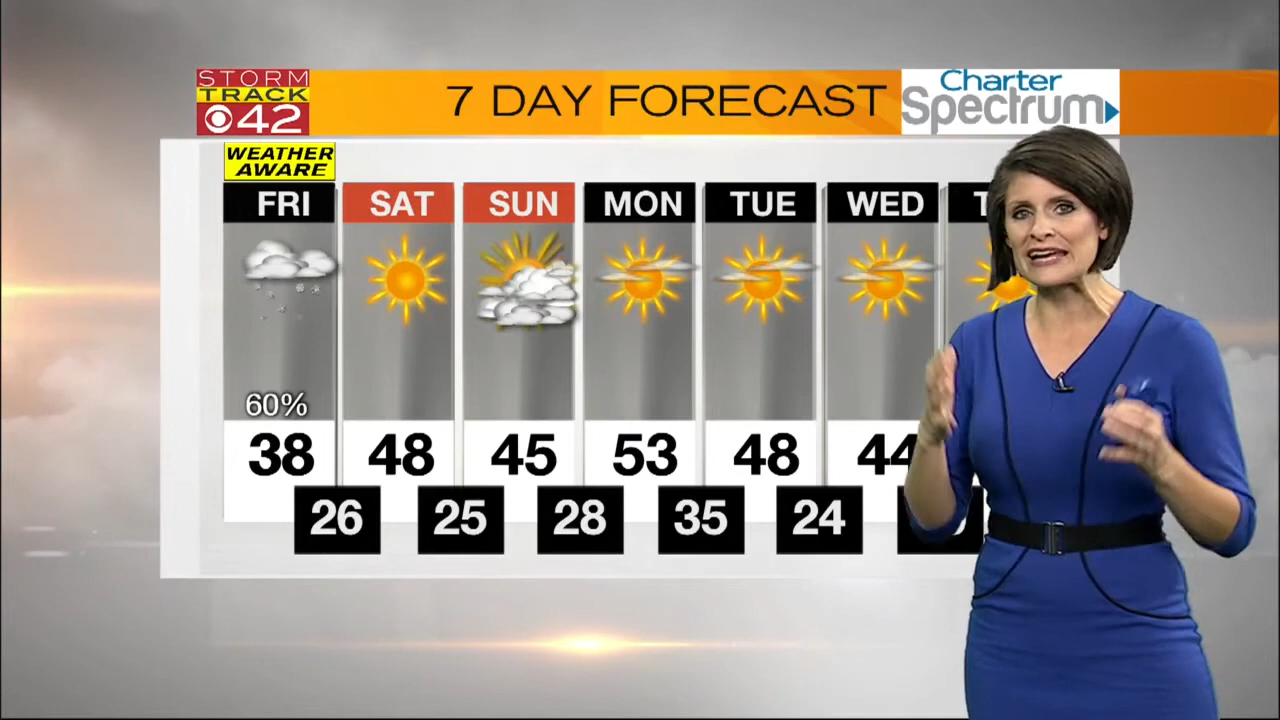 STORM
TRACK
42
7 DAY FORECAST
Charter
Spectrum
WEATHER
AWARE
FRI SAT SUN MON TUE WED
60%
38 48 45 53 48 44
26 25 28 35 24